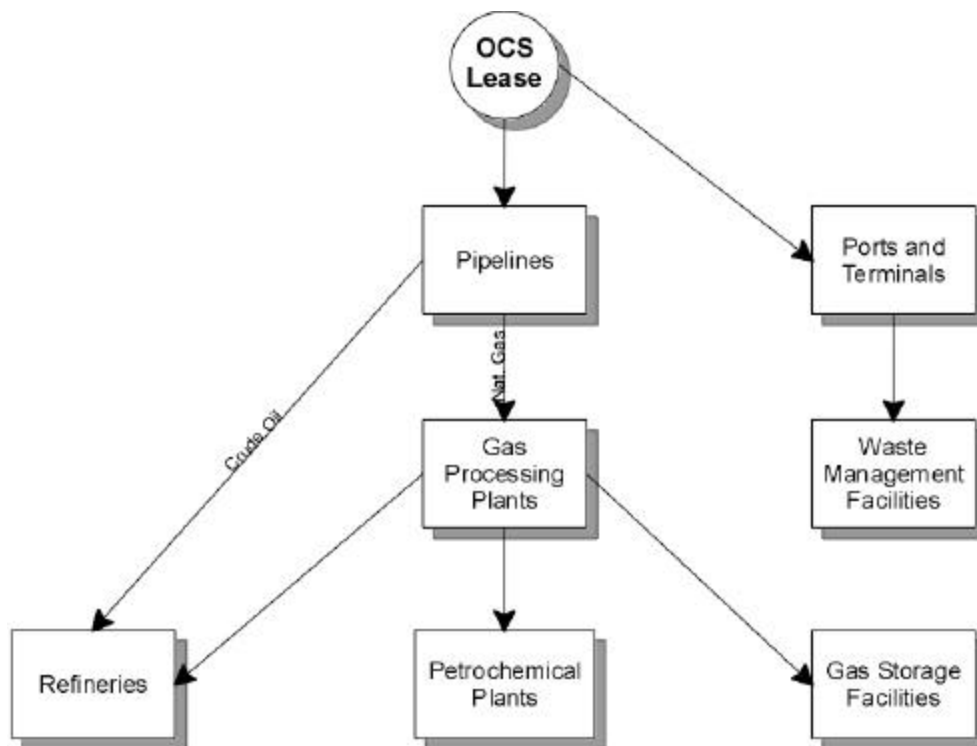 OCS
Lease
Pipelines
Ports and
Terminals
Nat. Gas
Crude Oil
Gas
Processing
Plants
Waste
Management
Facilities
Refineries
Petrochemical
Plants
Gas Storage
Facilities